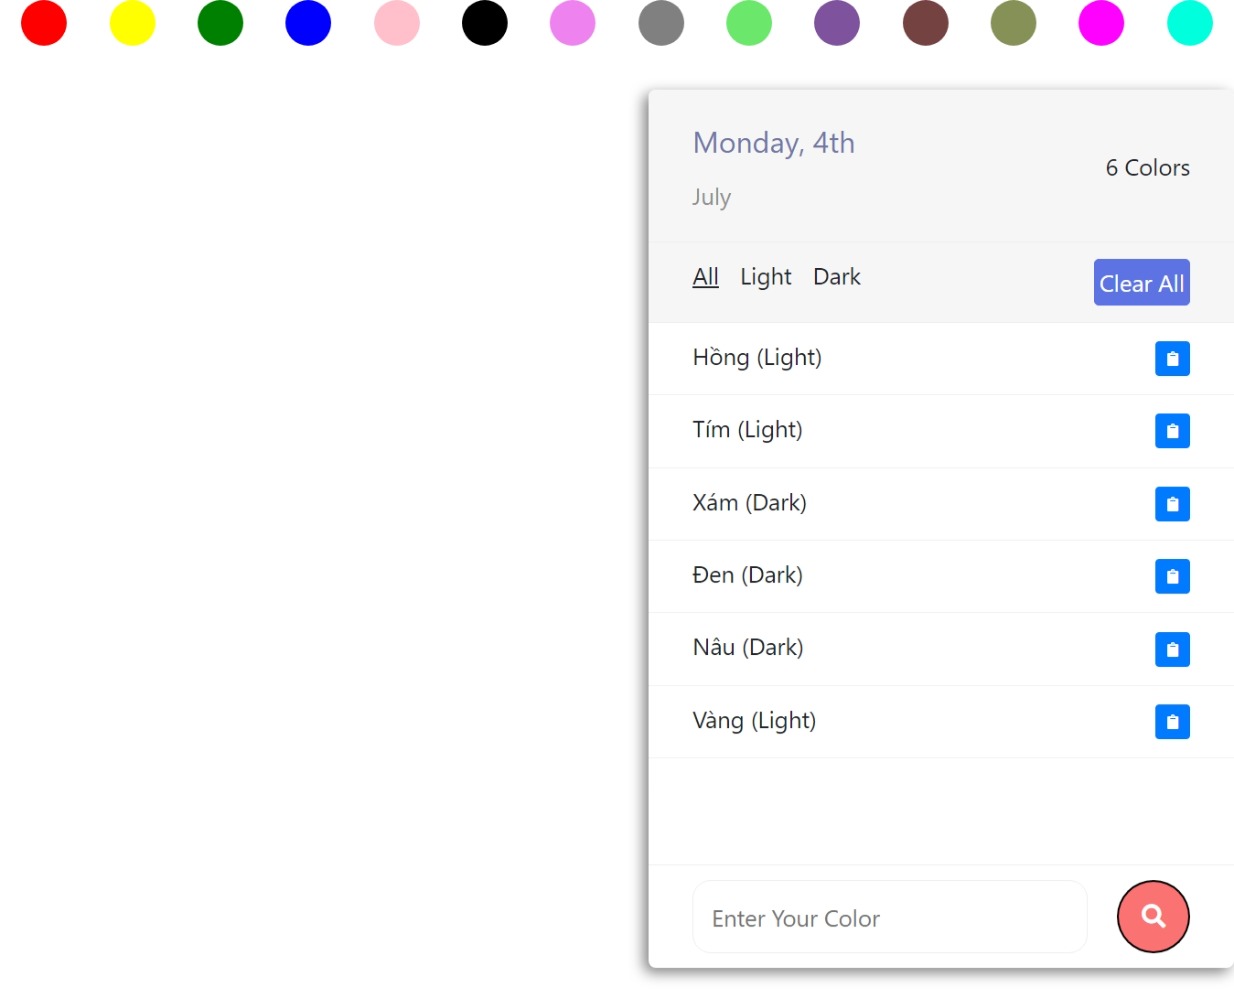 Monday, 4th
July
6 Colors
All Light Dark
Clear All
Hồng (Light)
Tím (Light)
Xám (Dark)
Đen (Dark)
Nâu (Dark)
Vàng (Light)
Enter Your Color